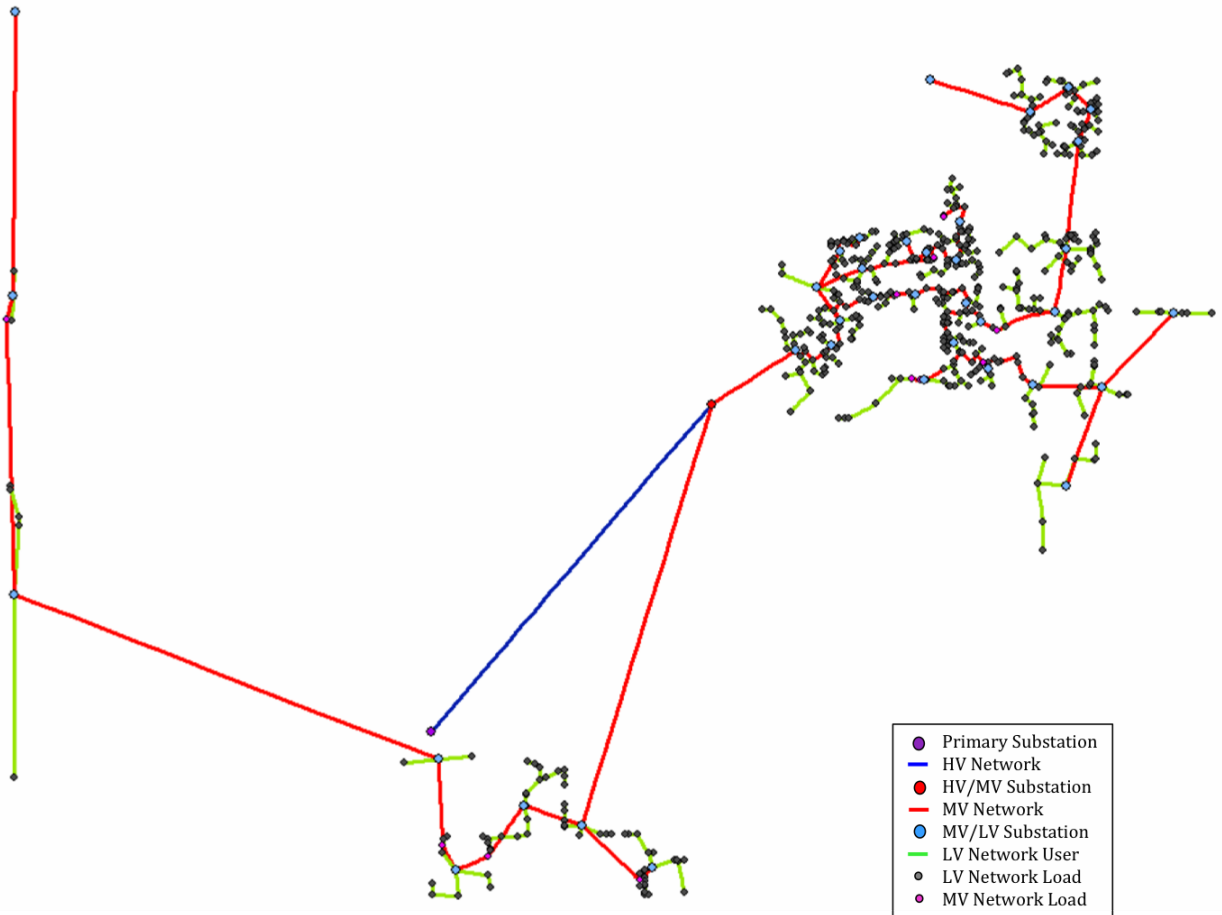 Primary Substation
HV Network
HV/MV Substation
MV Network
MV/LV Substation
LV Network User
LV Network Load
MV Network Load